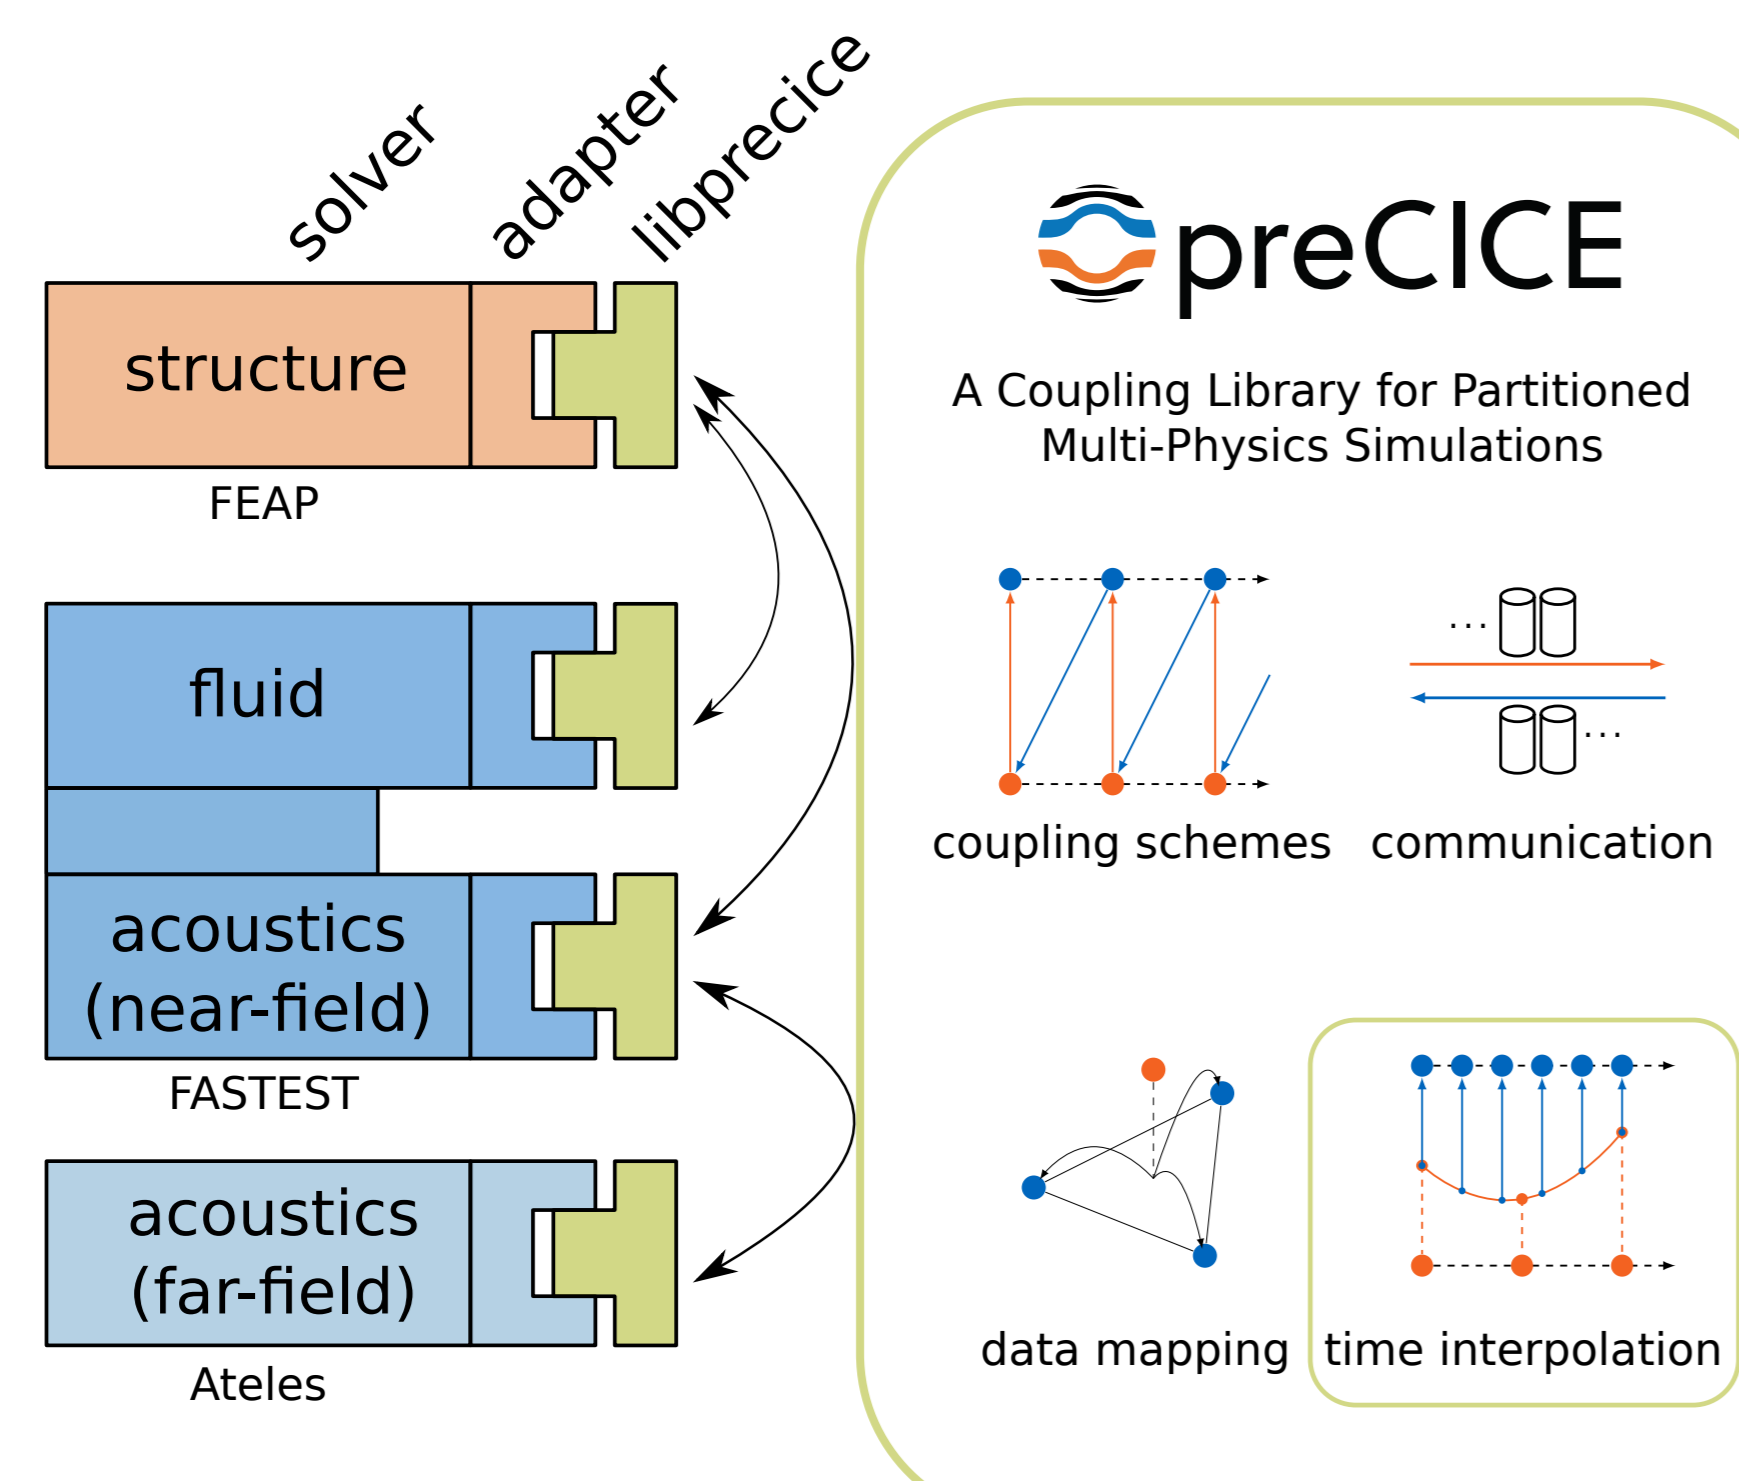 solver
adapter
libprecice
structure
FEAP
fluid
acoustics
(near-field)
FASTEST
acoustics
(far-field)
Ateles
preCICE
A Coupling Library for Partitioned
Multi-Physics Simulations
...
...
coupling schemes
communication
data mapping
time interpolation